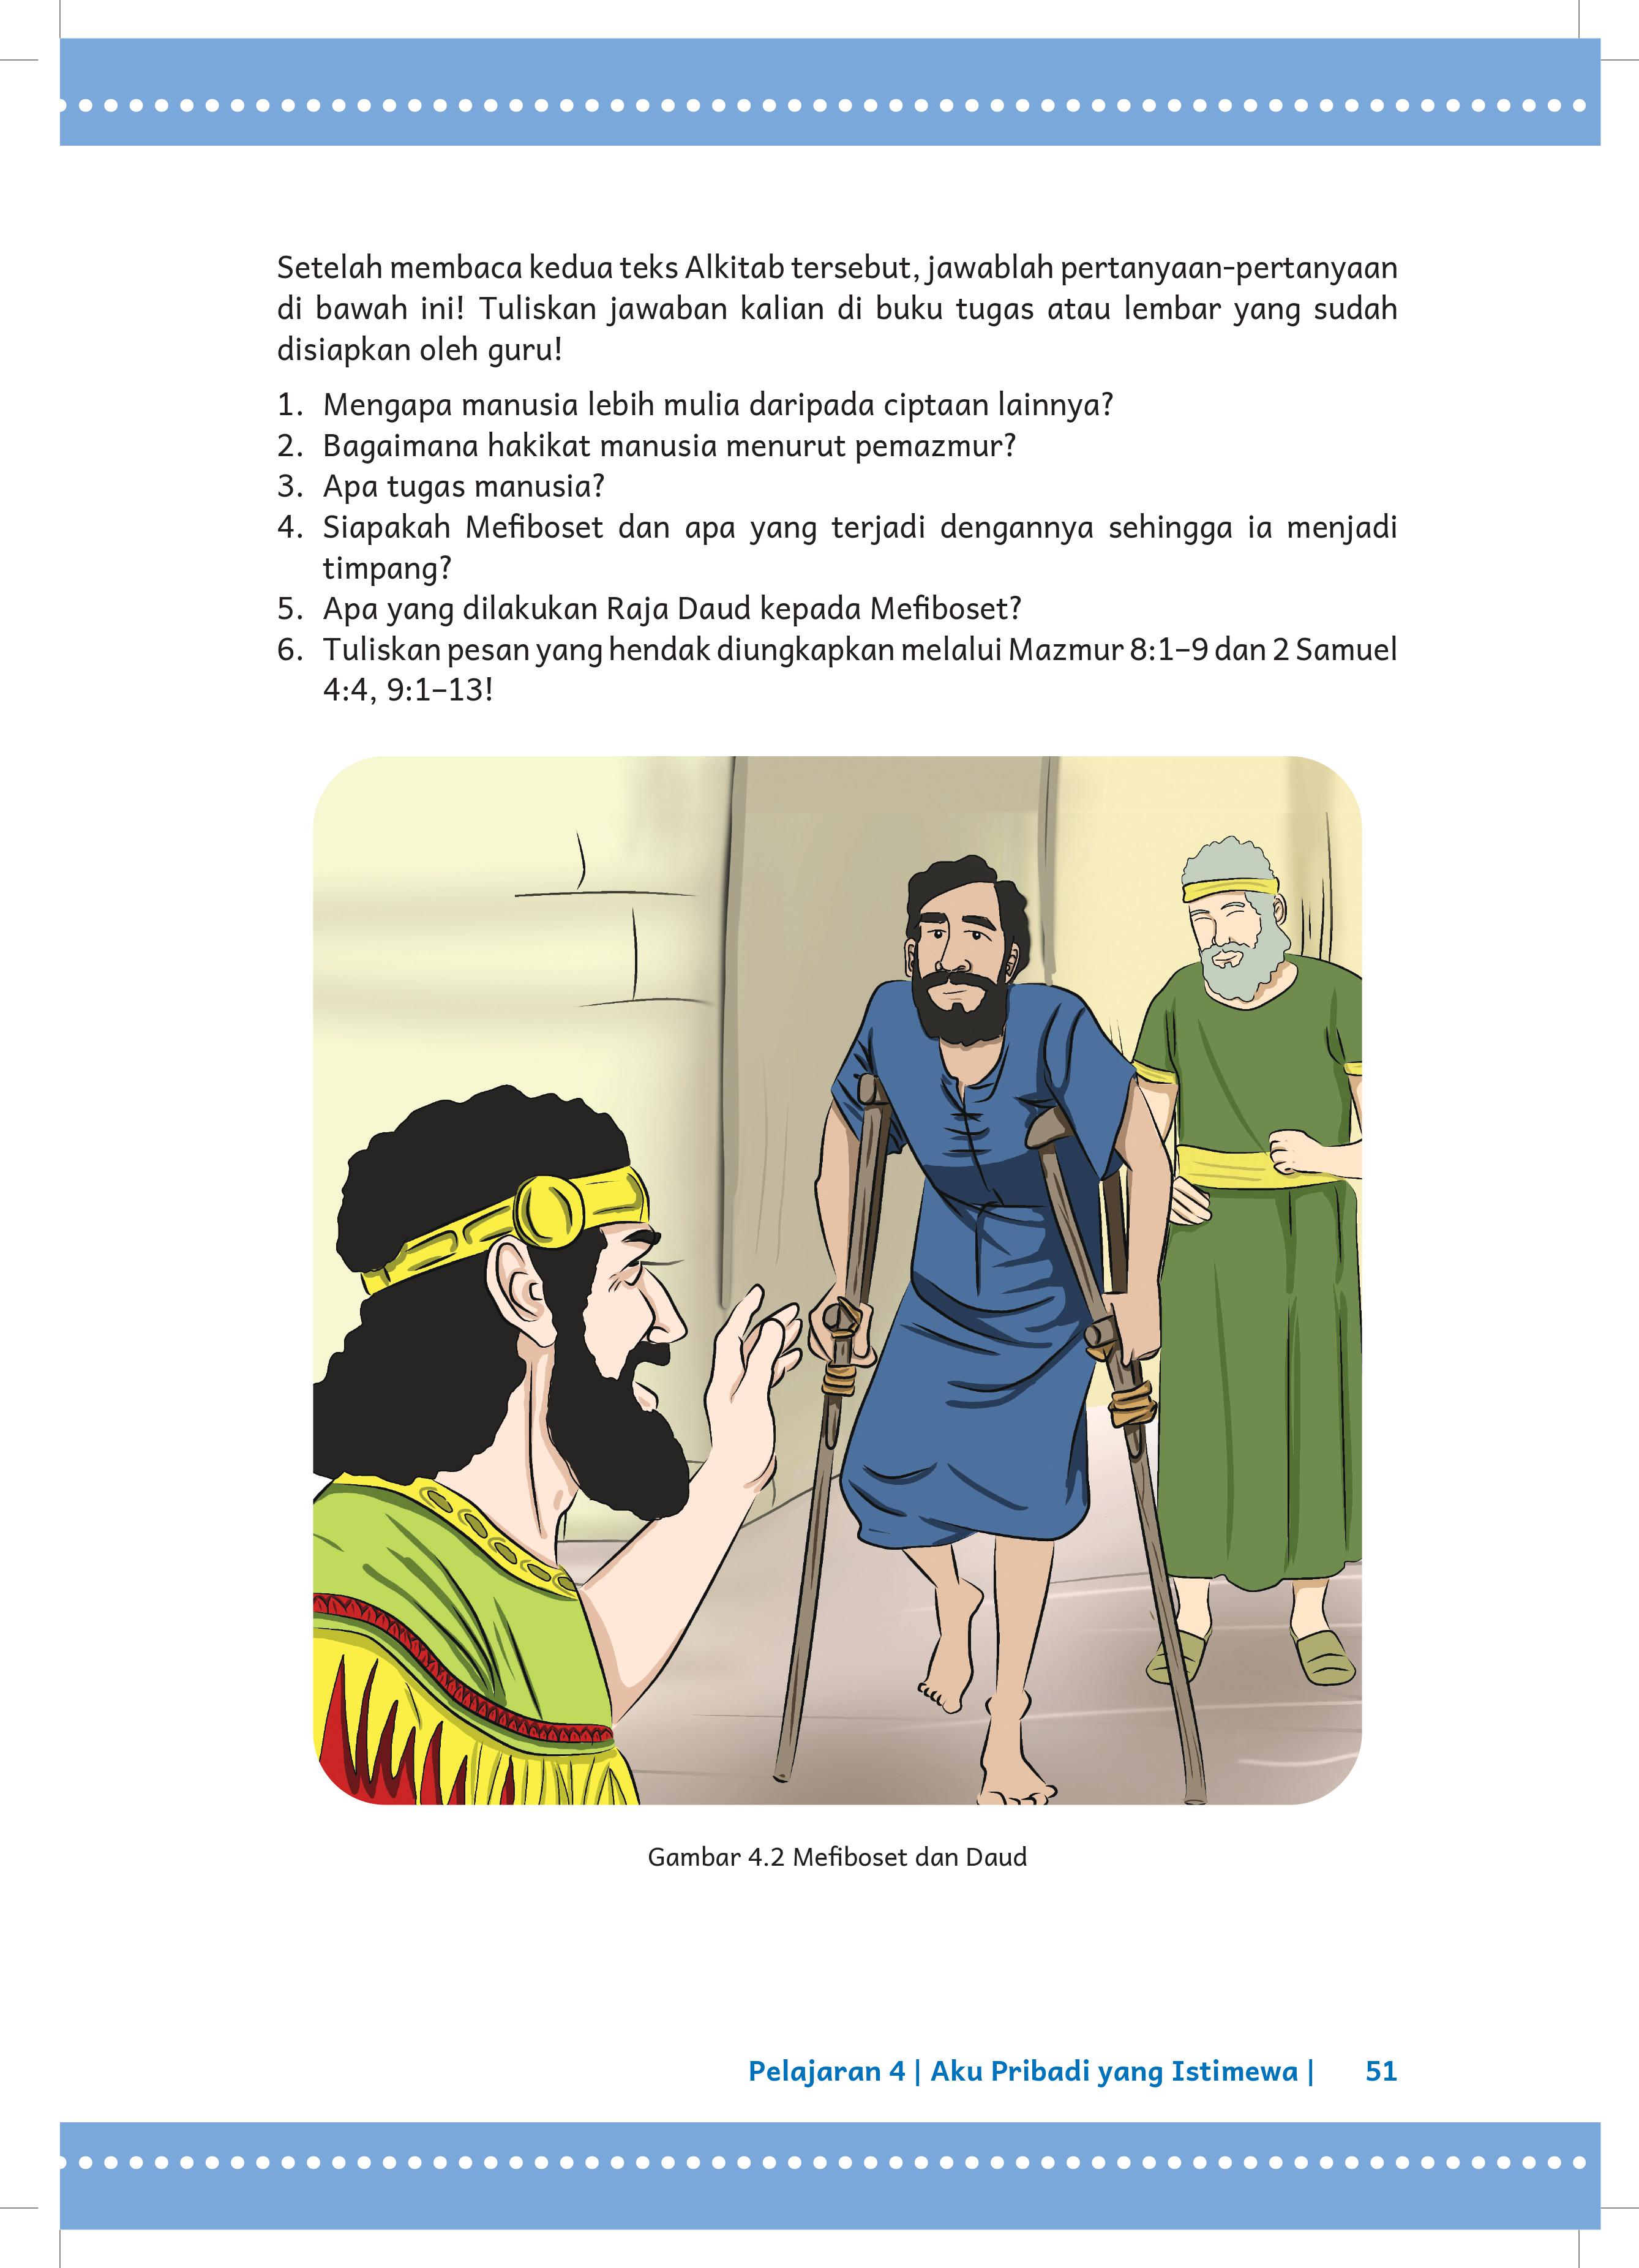 Setelah membaca kedua teks Alkitab tersebut, jawablah pertanyaan-pertanyaan
di bawah ini! Tuliskan jawaban kalian di buku tugas atau lembar yang sudah
disiapkan oleh guru!
1. Mengapa manusia lebih mulia daripada ciptaan lainnya?
2. Bagaimana hakikat manusia menurut pemazmur?
3. Apa tugas manusia?
4. Siapakah Mefiboset dan apa yang terjadi dengannya sehingga ia menjadi
timpang?
5. Apa yang dilakukan Raja Daud kepada Mefiboset?
6. Tuliskan pesan yang hendak diungkapkan melalui Mazmur 8:1–9 dan 2 Samuel
4:4, 9:1–13!
Gambar 4.2 Mefiboset dan Daud
Pelajaran 4 | Aku Pribadi yang Istimewa | 51